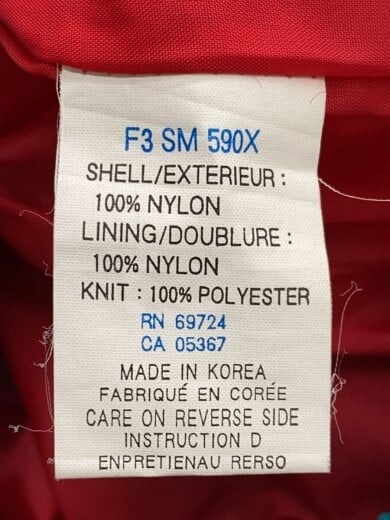 F3 SM 590X
SHELL/EXTERIEUR :
100% NYLON
LINING/DOUBLURE :
100% NYLON
KNIT : 100% POLYESTER
RN 69724
CA 05367
MADE IN KOREA
FABRIQUÉ EN CORÉE
CARE ON REVERSE SIDE
INSTRUCTION D
ENPRETIENAU RERSO